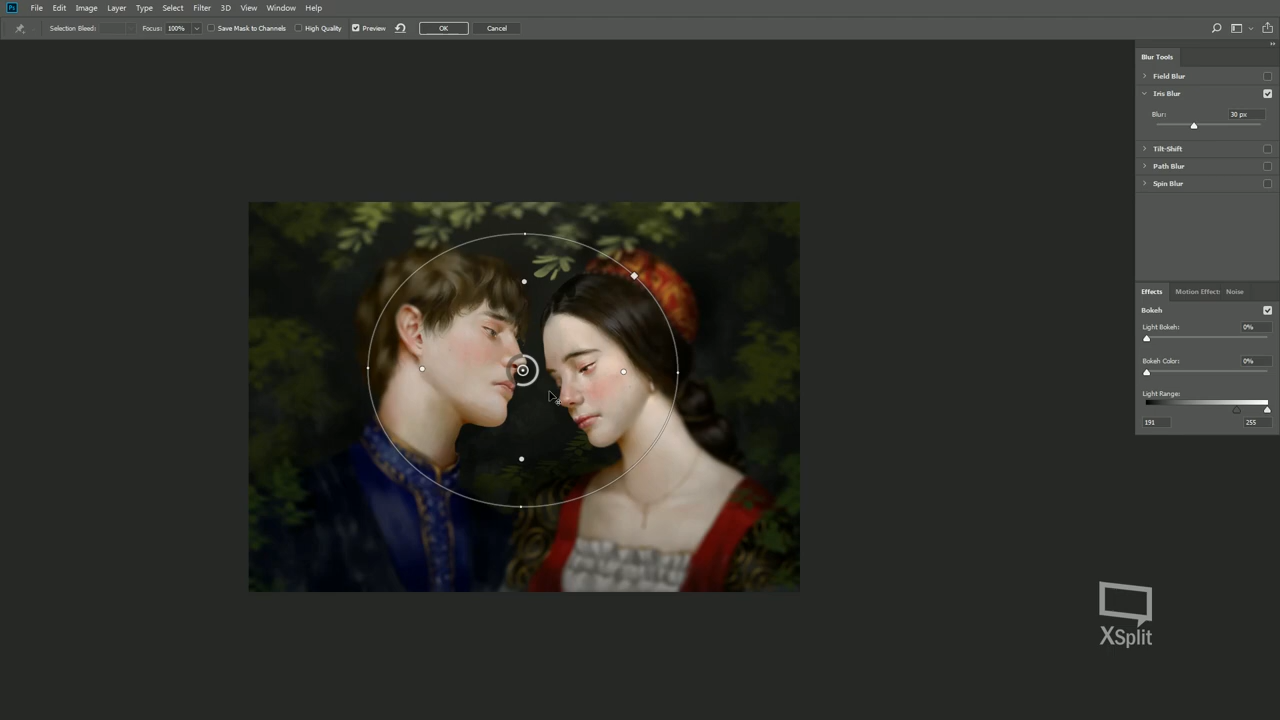 Ps File Edit Image Layer Type Select Filter 3D View Window Help
Selection Bleed: Focus: 100% Save Mask to Channels High Quality Preview OK Cancel
Blur Tools
Field Blur
Iris Blur
Blur: 30 px
Tilt-Shift
Path Blur
Spin Blur
Effects Motion Effect: Noise
Bokeh
Light Bokeh: 0%
Bokeh Color: 0%
Light Range:
191 255
XSplit